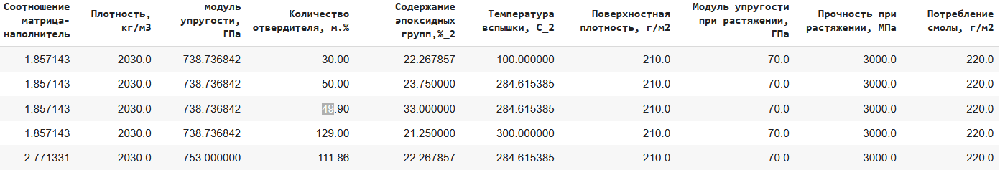 Соотношение матрица-наполнитель Плотность, кг/м3 модуль упругости, ГПа Количество отвердителя, м.% Содержание эпоксидных групп,%_2 Температура вспышки, С_2 Поверхностная плотность, г/м2 Модуль упругости при растяжении, ГПа Прочность при растяжении, МПа Потребление смолы, г/м2
1.857143 2030.0 738.736842 30.00 22.267857 100.000000 210.0 70.0 3000.0 220.0
1.857143 2030.0 738.736842 50.00 23.750000 284.615385 210.0 70.0 3000.0 220.0
1.857143 2030.0 738.736842 49.90 33.000000 284.615385 210.0 70.0 3000.0 220.0
1.857143 2030.0 738.736842 129.00 21.250000 300.000000 210.0 70.0 3000.0 220.0
2.771331 2030.0 753.000000 111.86 22.267857 284.615385 210.0 70.0 3000.0 220.0